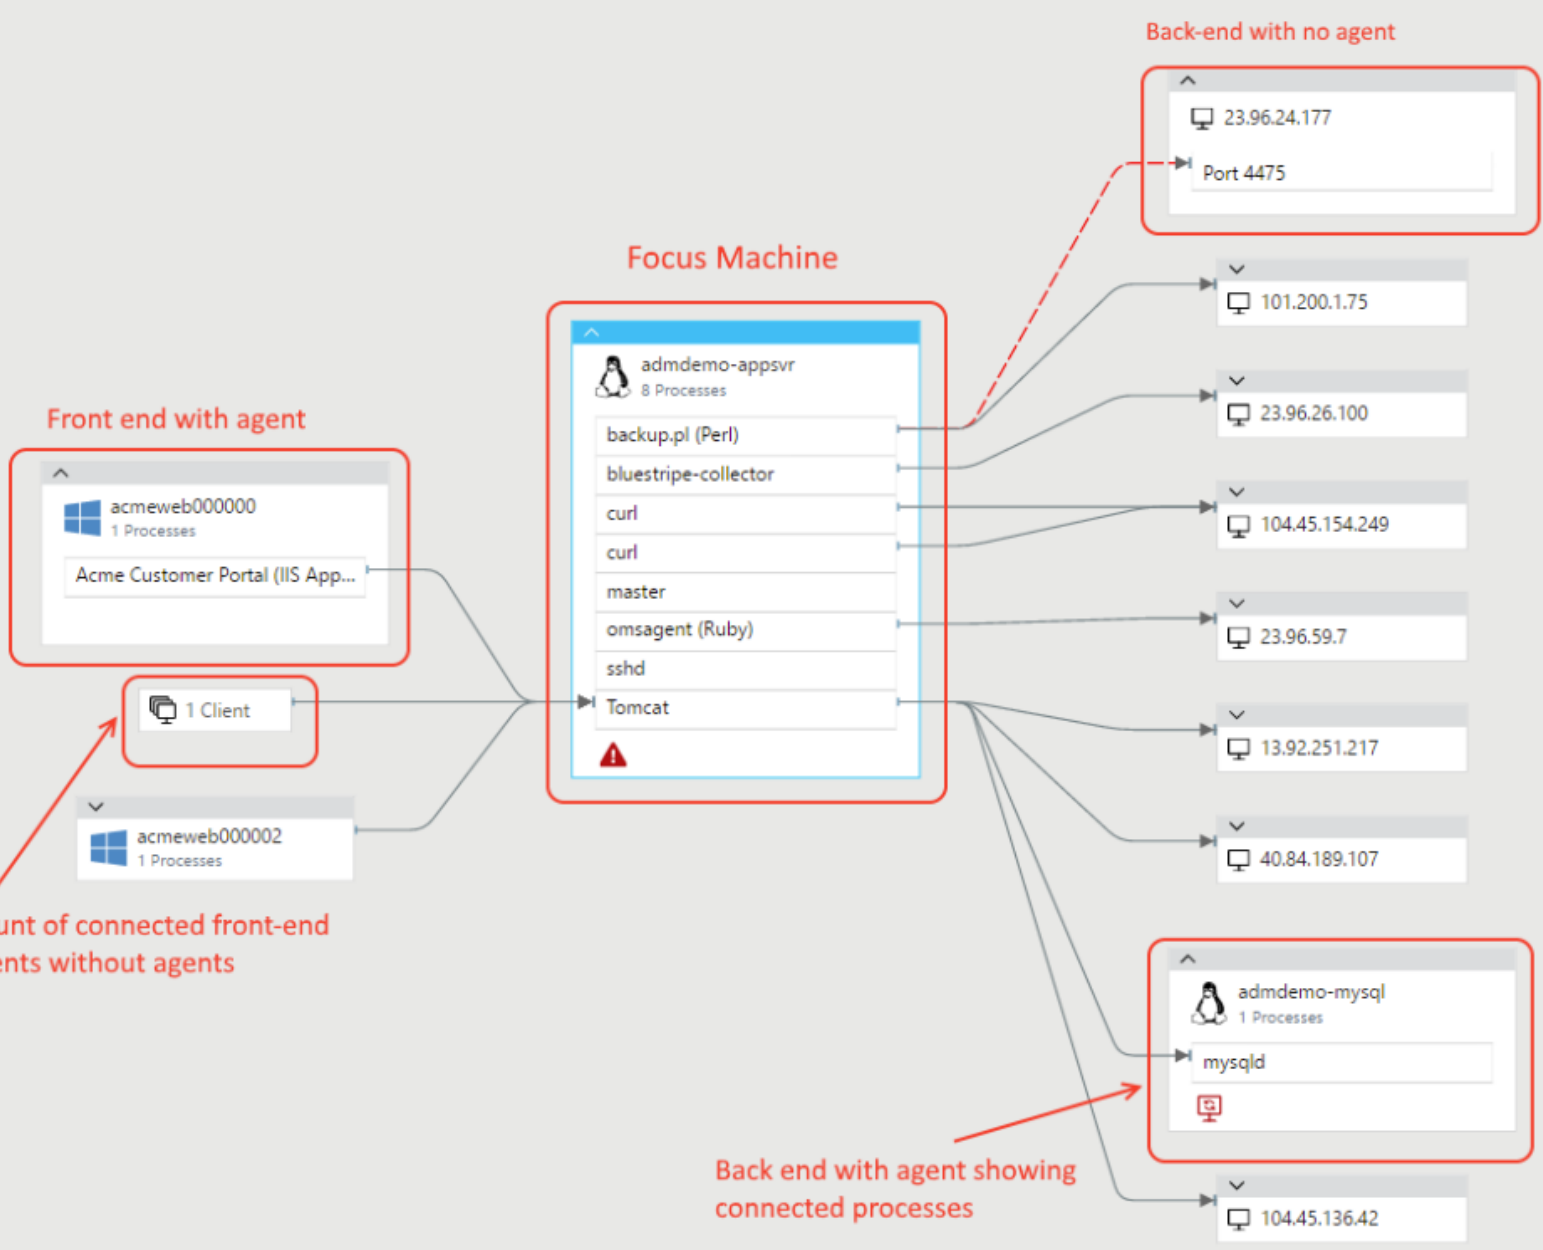 Back-end with no agent
23.96.24.177
Port 4475
Focus Machine
101.200.1.75
admdemo-appsvr
8 Processes
23.96.26.100
Front end with agent
backup.pl (Perl)
bluestripe-collector
acmeweb000000
1 Processes
curl
104.45.154.249
curl
Acme Customer Portal (IIS App...
master
omsagent (Ruby)
23.96.59.7
sshd
1 Client
Tomcat
13.92.251.217
acmeweb000002
1 Processes
40.84.189.107
unt of connected front-end
ents without agents
admdemo-mysql
1 Processes
mysqld
Back end with agent showing
connected processes
104.45.136.42